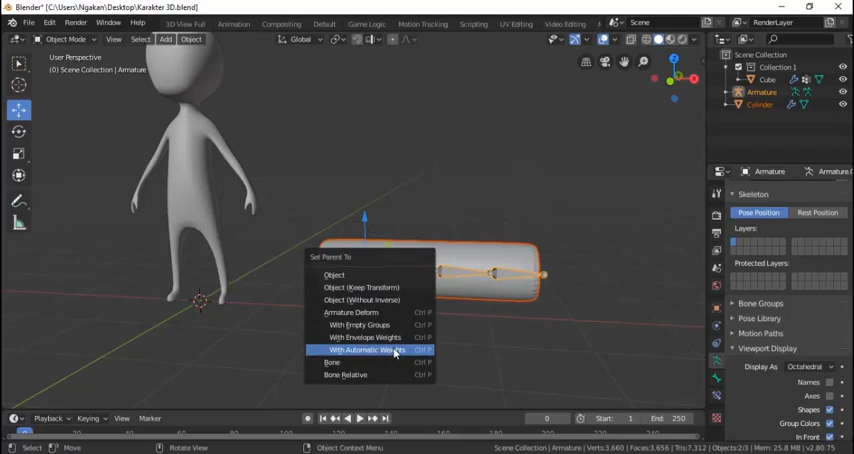 Blender* [C:\Users\Ngakan\Desktop\Karakter 3D.blend]
File Edit Render Window Help 3D View Full Animation Compositing Default Game Logic Motion Tracking Scripting UV Editing Video Editing Scene RenderLayer
Object Mode View Select Add Object Global
User Perspective
(0) Scene Collection | Armature
Scene Collection
Collection 1
Cube
Armature
Cylinder
Armature Armature.0
Skeleton
Pose Position Rest Position
Layers:
Protected Layers:
Bone Groups
Pose Library
Motion Paths
Viewport Display
Display As Octahedral
Names
Axes
Shapes
Group Colors
In Front
Set Parent To
Object
Object (Keep Transform)
Object (Without Inverse)
Armature Deform Ctrl P
With Empty Groups Ctrl P
With Envelope Weights Ctrl P
With Automatic Weights Ctrl P
Bone Ctrl P
Bone Relative Ctrl P
Playback Keying View Marker 0 Start: 1 End: 250
Select Move Rotate View Object Context Menu Scene Collection | Armature | Verts:3,660 | Faces:3,656 | Tris:7,312 | Objects:2/3 | Mem: 25.8 MB | v2.80.75